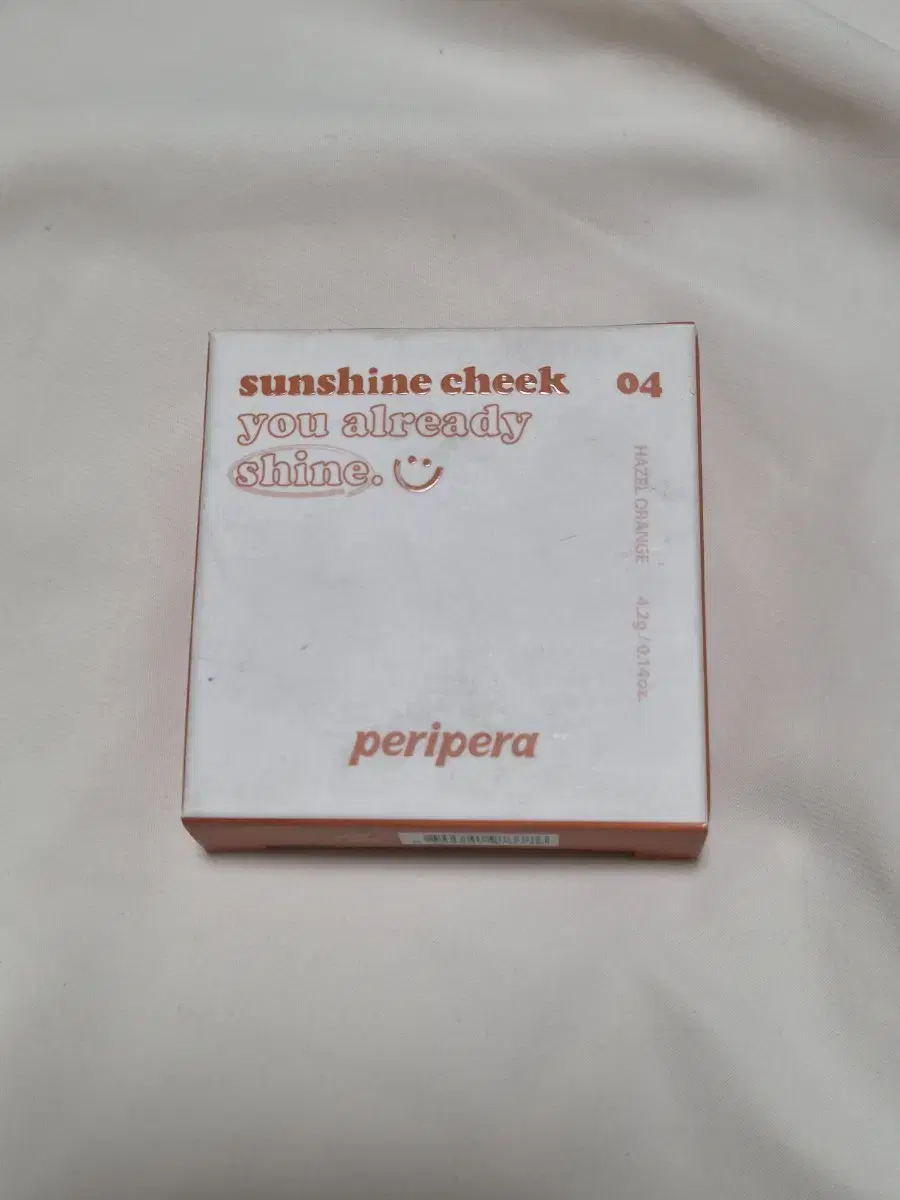 sunshine cheek 04
you already
shine.
HAZEL ORANGE 4.2g / 0.14oz.
peripera